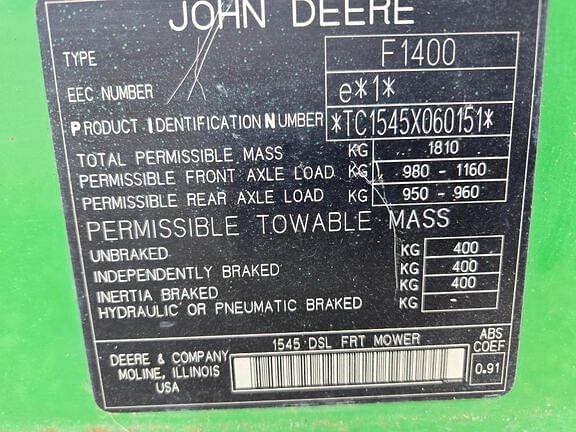 JOHN DEERE
TYPE F1400
EEC NUMBER e*1*
PRODUCT IDENTIFICATION NUMBER *TC1545X060151*
TOTAL PERMISSIBLE MASS KG 1810
PERMISSIBLE FRONT AXLE LOAD KG 980 - 1160
PERMISSIBLE REAR AXLE LOAD KG 950 - 960
PERMISSIBLE TOWABLE MASS
UNBRAKED KG 400
INDEPENDENTLY BRAKED KG 400
INERTIA BRAKED KG 400
HYDRAULIC OR PNEUMATIC BRAKED KG -
1545 DSL FRT MOWER
ABS
COEF
0.91
DEERE & COMPANY
MOLINE, ILLINOIS
USA